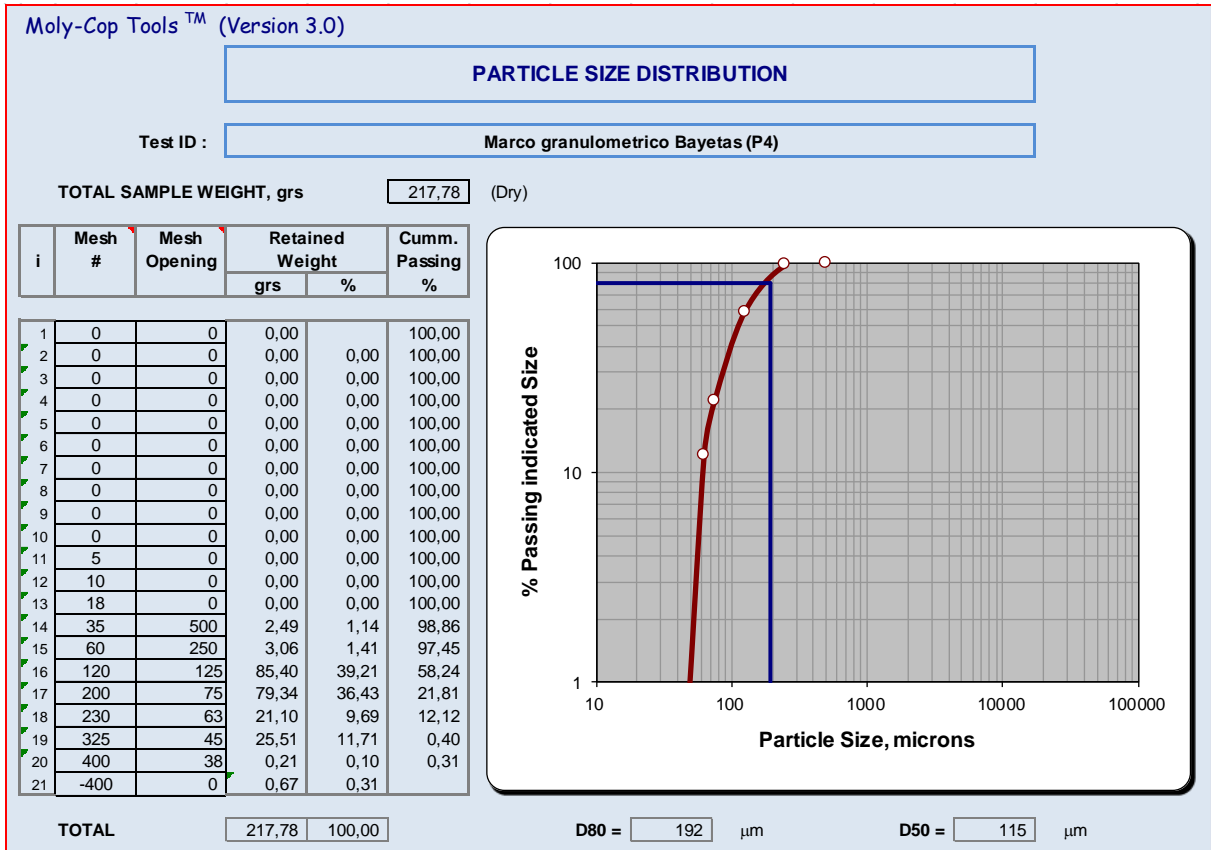 Moly-Cop Tools TM (Version 3.0)
PARTICLE SIZE DISTRIBUTION
Test ID : Marco granulometrico Bayetas (P4)
TOTAL SAMPLE WEIGHT, grs 217,78 (Dry)
Mesh Mesh Retained Cumm.
i # Opening Weight Passing
grs % %
1 0 0 0,00 100,00
2 0 0 0,00 0,00 100,00
3 0 0 0,00 0,00 100,00
4 0 0 0,00 0,00 100,00
5 0 0 0,00 0,00 100,00
6 0 0 0,00 0,00 100,00
7 0 0 0,00 0,00 100,00
8 0 0 0,00 0,00 100,00
9 0 0 0,00 0,00 100,00
10 0 0 0,00 0,00 100,00
11 5 0 0,00 0,00 100,00
12 10 0 0,00 0,00 100,00
13 18 0 0,00 0,00 100,00
14 35 500 2,49 1,14 98,86
15 60 250 3,06 1,41 97,45
16 120 125 85,40 39,21 58,24
17 200 75 79,34 36,43 21,81
18 230 63 21,10 9,69 12,12
19 325 45 25,51 11,71 0,40
20 400 38 0,21 0,10 0,31
21 -400 0 0,67 0,31
TOTAL 217,78 100,00
% Passing indicated Size
100
10
1
10 100 1000 10000 100000
Particle Size, microns
D80 = 192 μm D50 = 115 μm